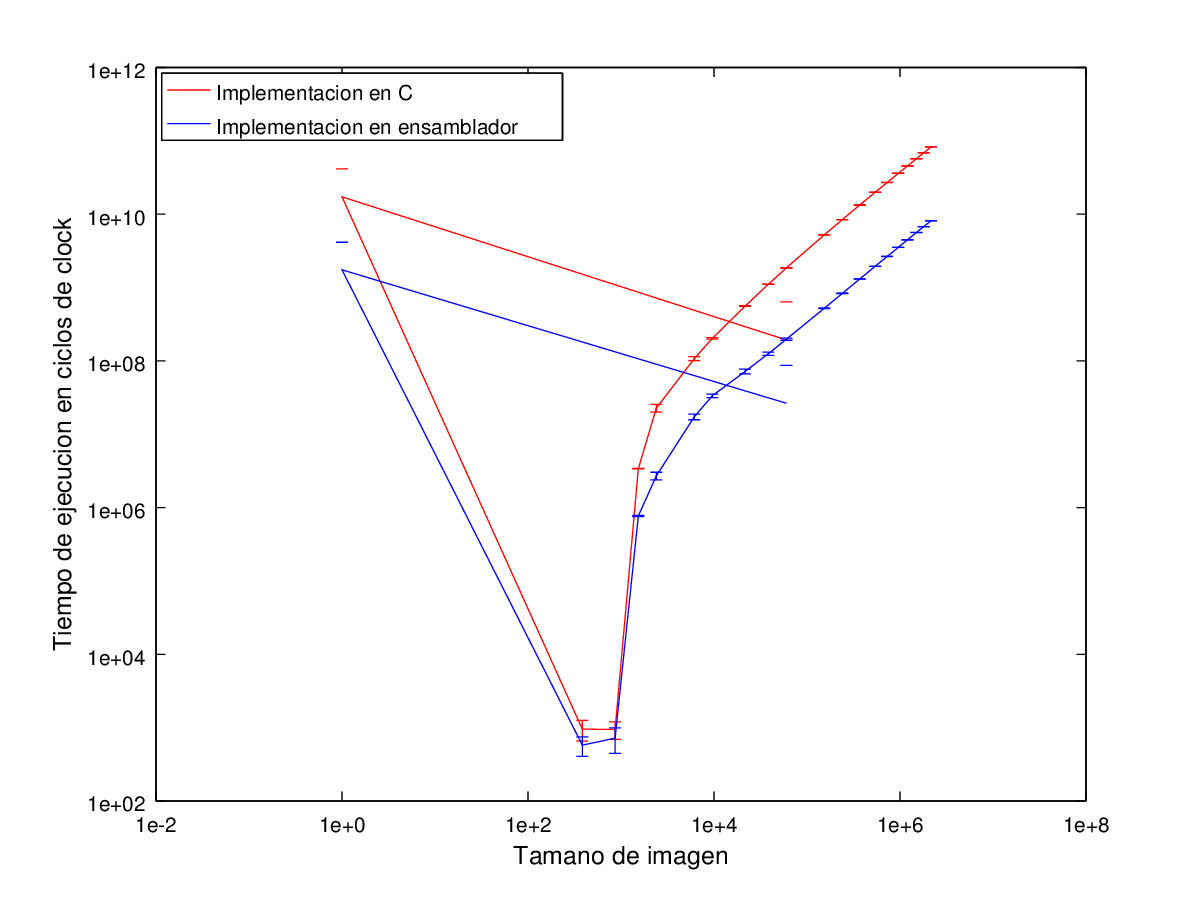 1e+12
Implementacion en C
Implementacion en ensamblador
1e+10
1e+08
1e+06
1e+04
1e+02
Tiempo de ejecucion en ciclos de clock
1e-2
1e+0
1e+2
1e+4
1e+6
1e+8
Tamano de imagen